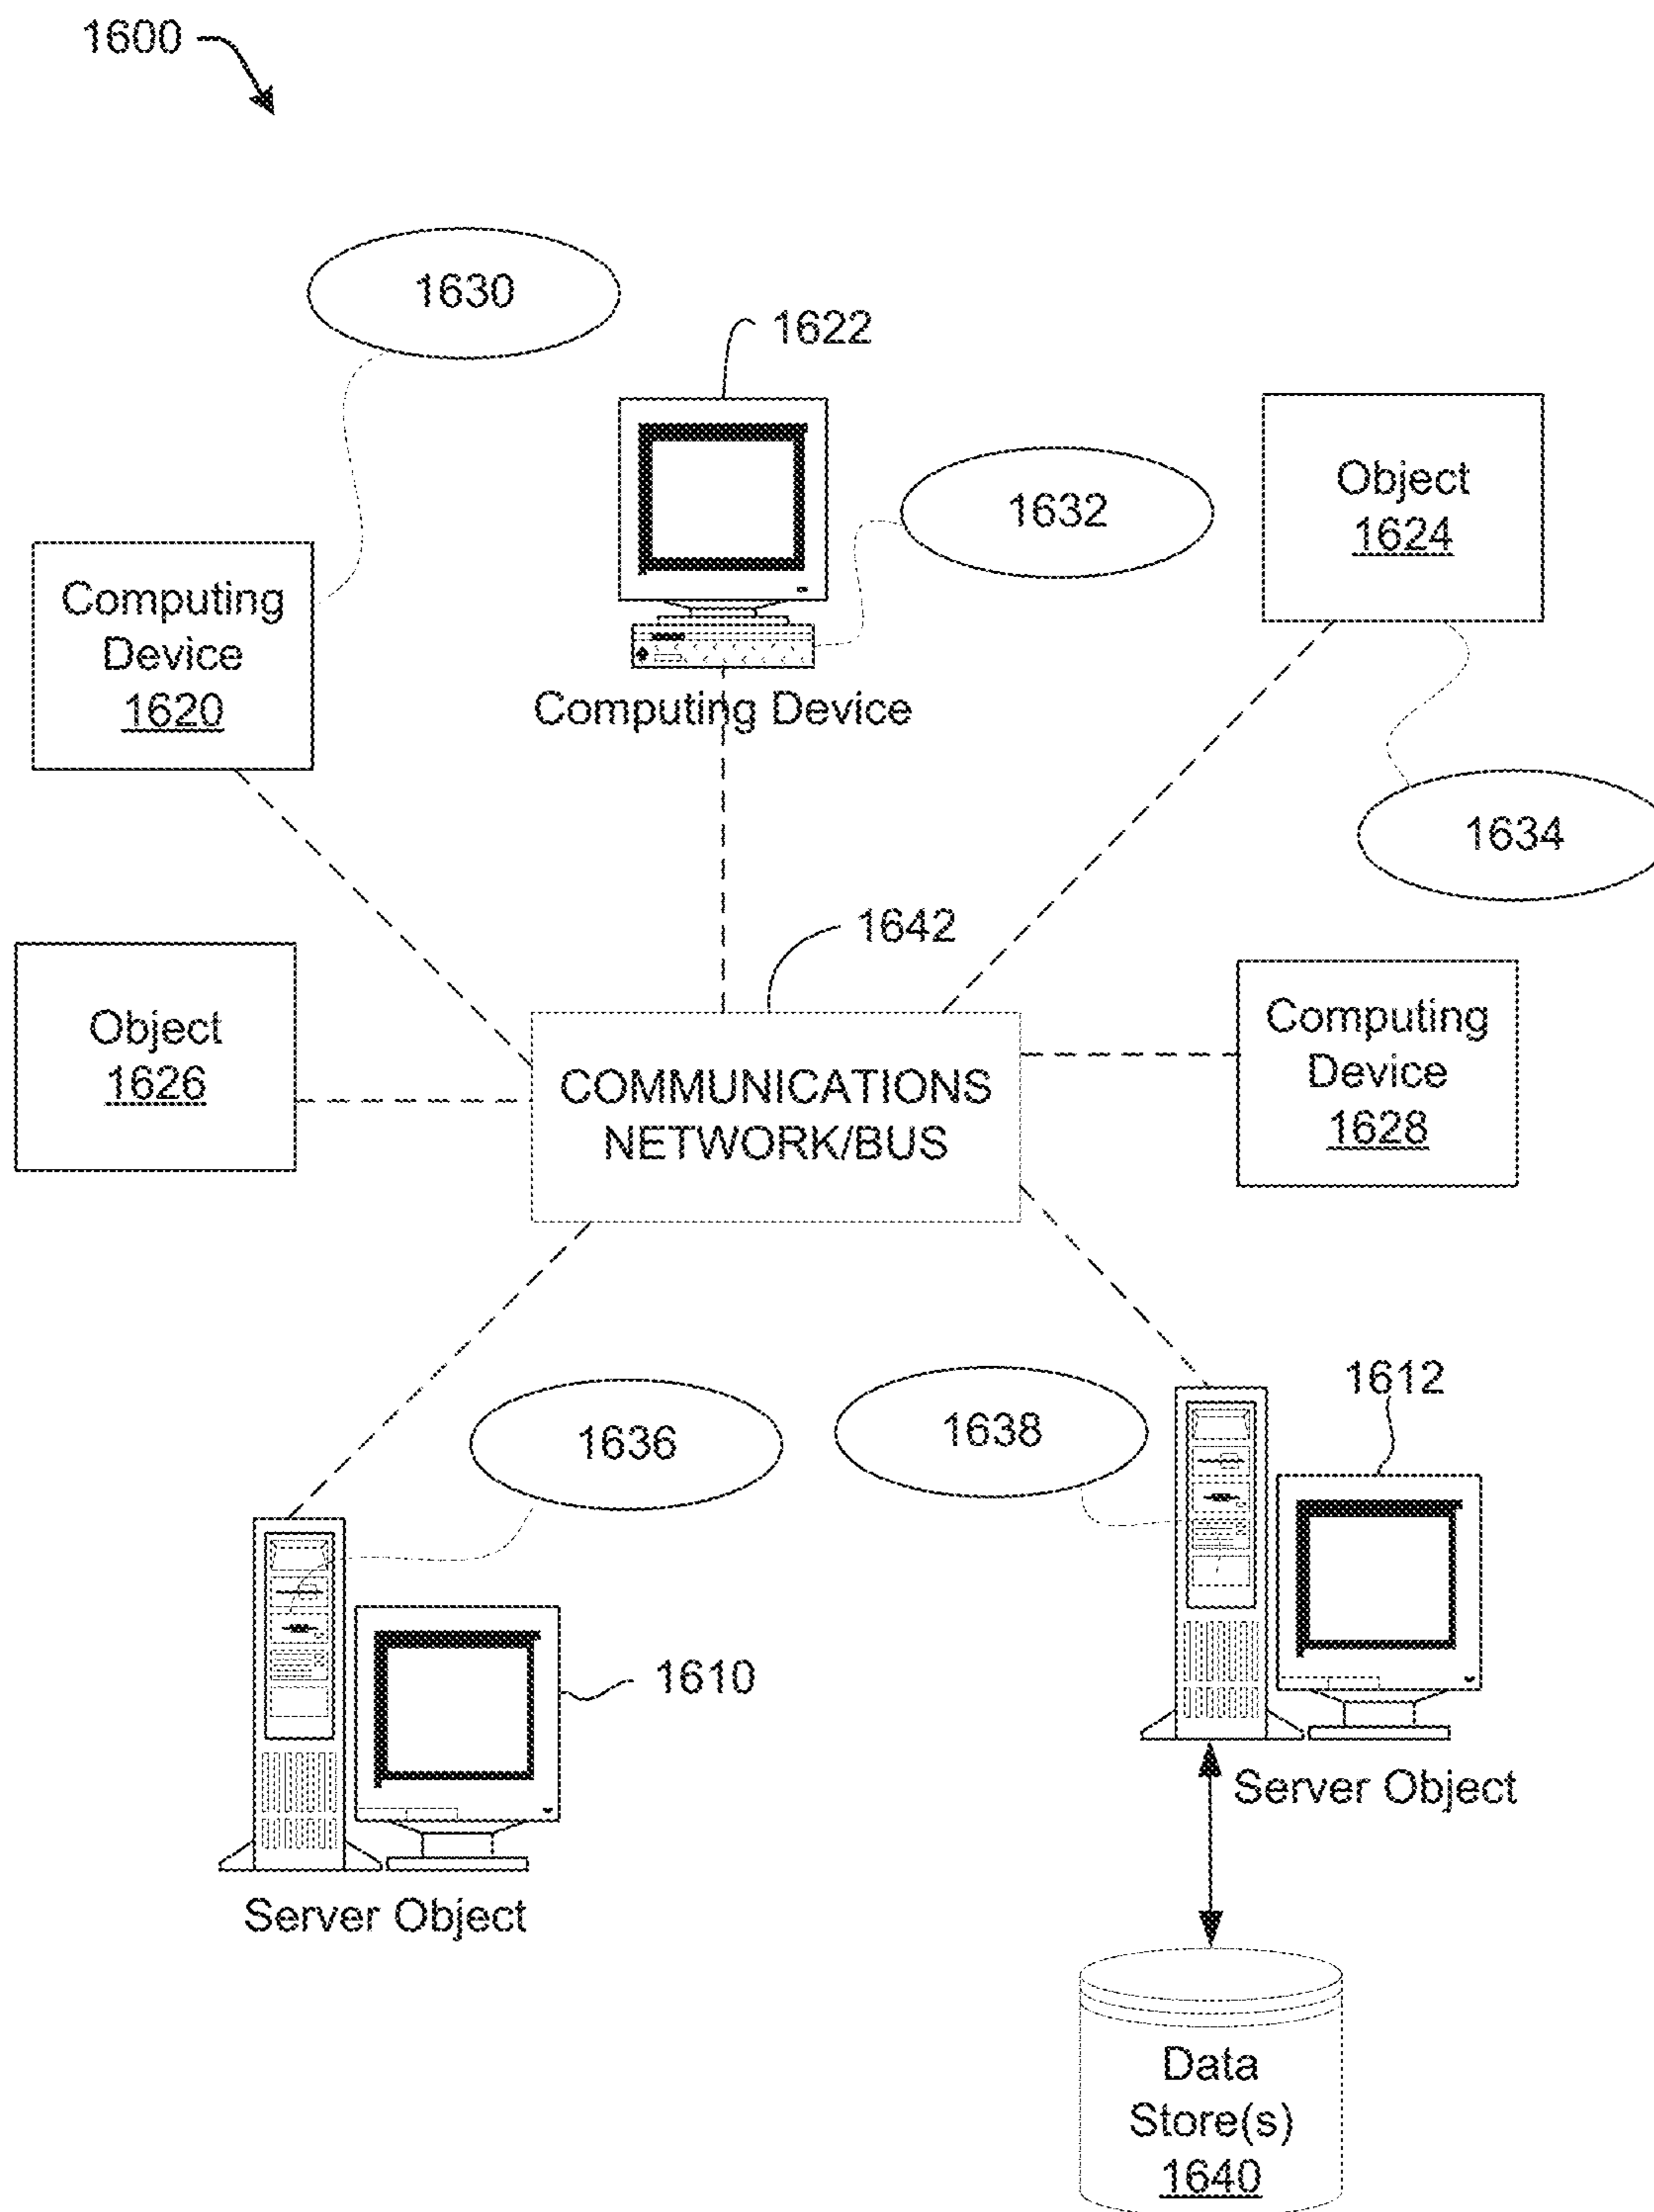 1600
1630
1622
1632
Object
1624
Computing
Device
1620
Computing Device
1634
1642
Object
1626
COMMUNICATIONS
NETWORK/BUS
Computing
Device
1628
1612
1636
1638
1610
Server Object
Server Object
Data
Store(s)
1640